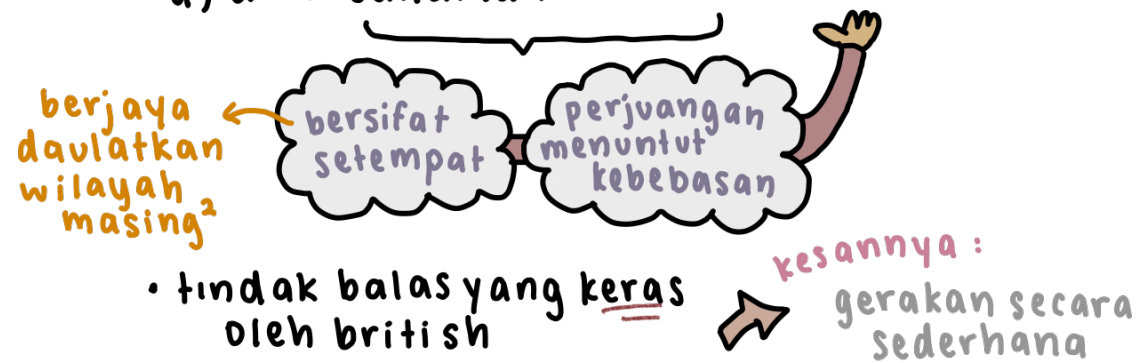 bersifat
setempat
perjuangan
menuntut
kebebasan
berjaya
daulatkan
wilayah
masing²
• tindak balas yang keras
oleh british
kesannya :
gerakan secara
sederhana